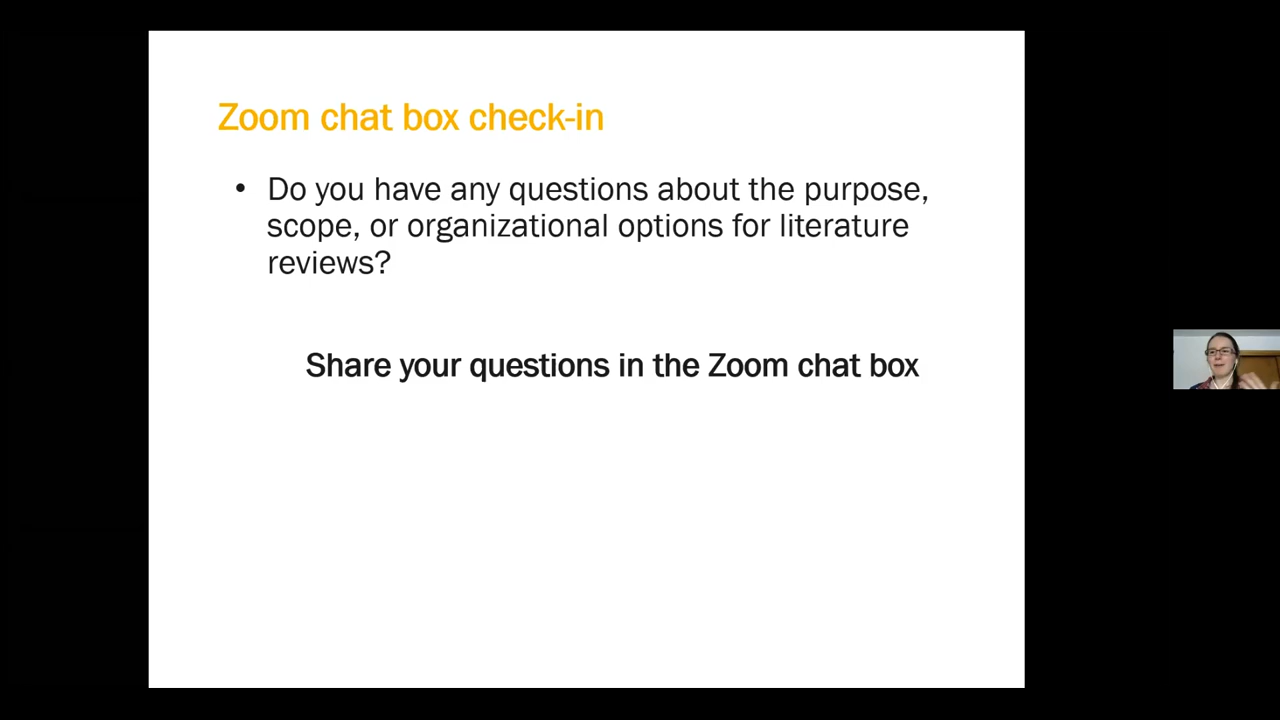 Zoom chat box check-in
• Do you have any questions about the purpose,
scope, or organizational options for literature
reviews?
Share your questions in the Zoom chat box